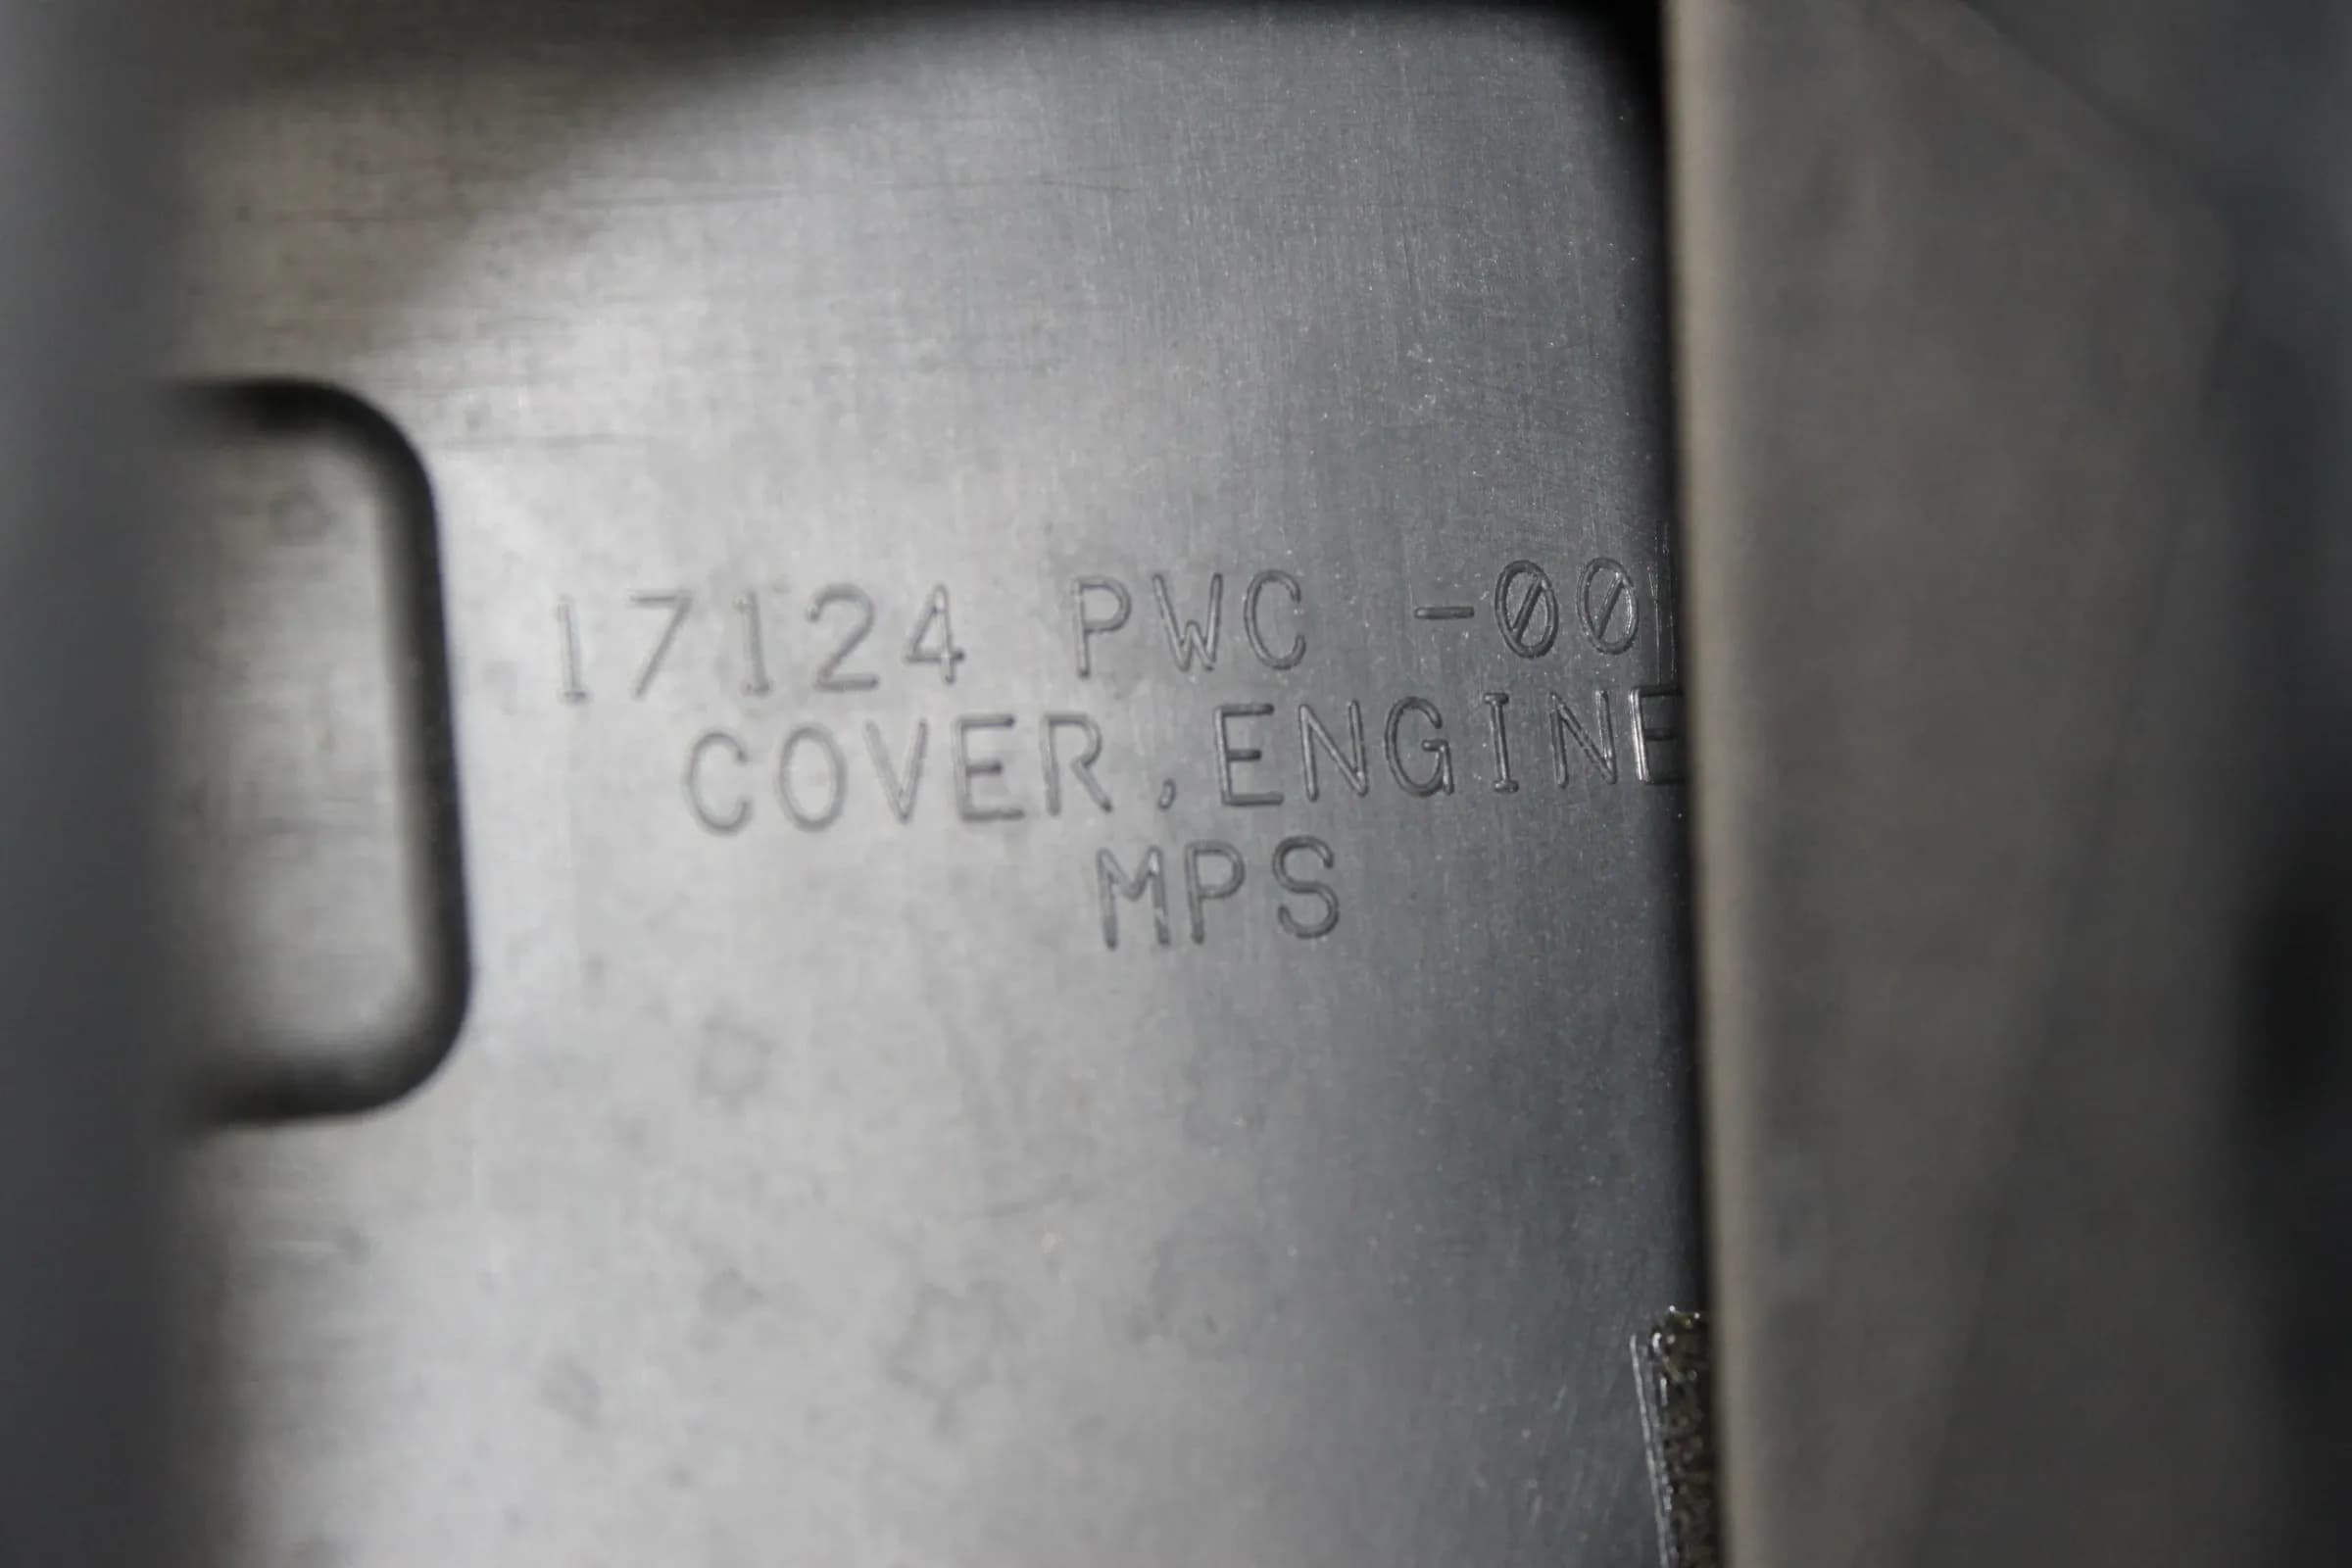 17124 PWC -00
COVER,ENGINE
MPS